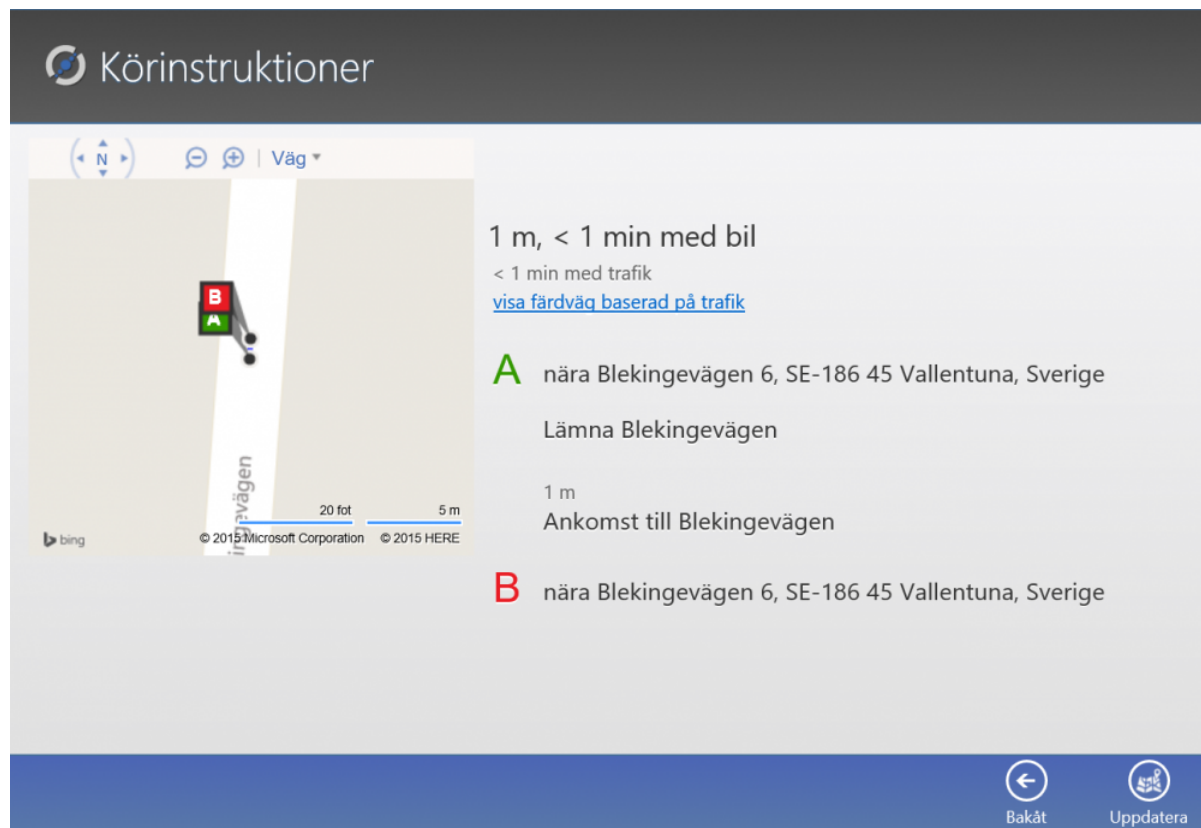 Körinstruktioner
N
Väg
B
A
20 fot 5 m
bing
© 2015 Microsoft Corporation © 2015 HERE
1 m, < 1 min med bil
< 1 min med trafik
visa färdväg baserad på trafik
A nära Blekingevägen 6, SE-186 45 Vallentuna, Sverige
Lämna Blekingevägen
1 m
Ankomst till Blekingevägen
B nära Blekingevägen 6, SE-186 45 Vallentuna, Sverige
Bakåt Uppdatera